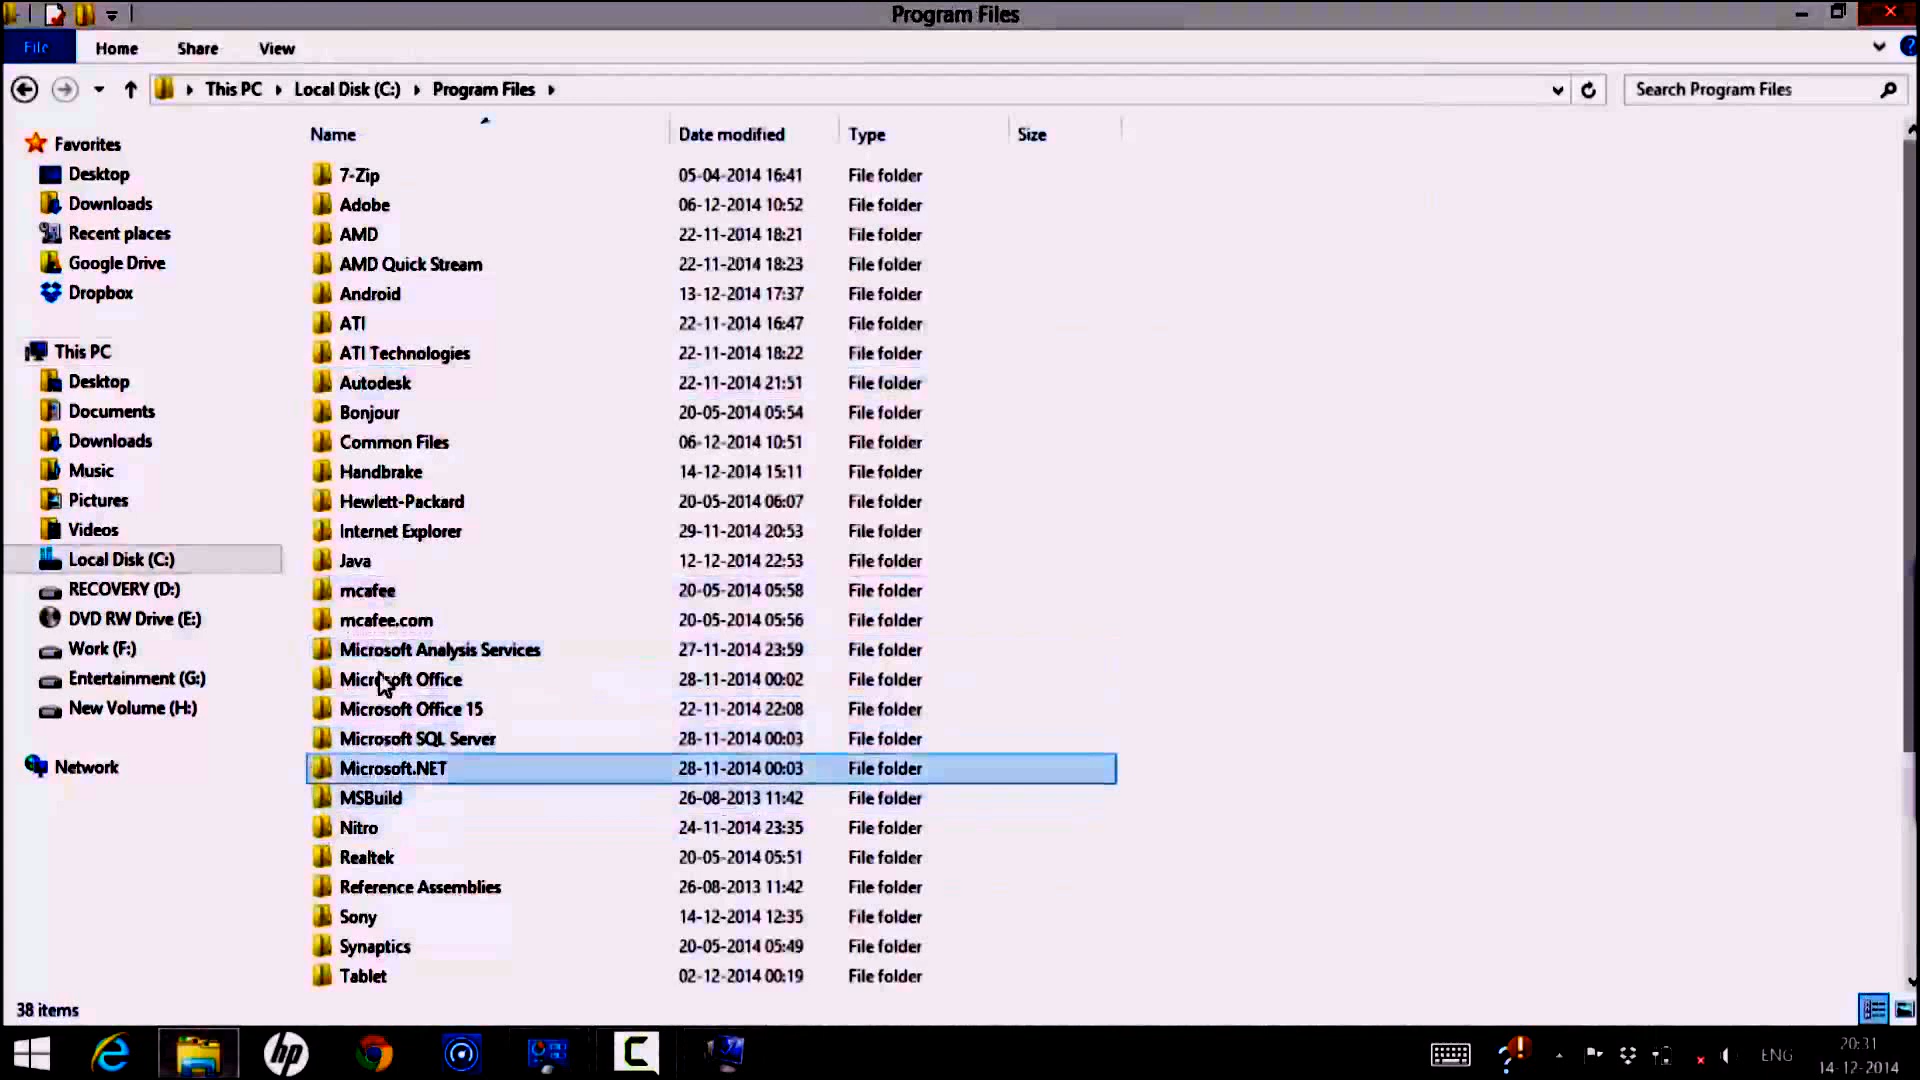 Program Files
File Home Share View
This PC Local Disk (C:) Program Files
Search Program Files
Name Date modified Type Size
Favorites
Desktop
Downloads
Recent places
Google Drive
Dropbox
This PC
Desktop
Documents
Downloads
Music
Pictures
Videos
Local Disk (C:)
RECOVERY (D:)
DVD RW Drive (E:)
Work (F:)
Entertainment (G:)
New Volume (H:)
Network
7-Zip 05-04-2014 16:41 File folder
Adobe 06-12-2014 10:52 File folder
AMD 22-11-2014 18:21 File folder
AMD Quick Stream 22-11-2014 18:23 File folder
Android 13-12-2014 17:37 File folder
ATI 22-11-2014 16:47 File folder
ATI Technologies 22-11-2014 18:22 File folder
Autodesk 22-11-2014 21:51 File folder
Bonjour 20-05-2014 05:54 File folder
Common Files 06-12-2014 10:51 File folder
Handbrake 14-12-2014 15:11 File folder
Hewlett-Packard 20-05-2014 06:07 File folder
Internet Explorer 29-11-2014 20:53 File folder
Java 12-12-2014 22:53 File folder
mcafee 20-05-2014 05:58 File folder
mcafee.com 20-05-2014 05:56 File folder
Microsoft Analysis Services 27-11-2014 23:59 File folder
Microsoft Office 28-11-2014 00:02 File folder
Microsoft Office 15 22-11-2014 22:08 File folder
Microsoft SQL Server 28-11-2014 00:03 File folder
Microsoft.NET 28-11-2014 00:03 File folder
MSBuild 26-08-2013 11:42 File folder
Nitro 24-11-2014 23:35 File folder
Realtek 20-05-2014 05:51 File folder
Reference Assemblies 26-08-2013 11:42 File folder
Sony 14-12-2014 12:35 File folder
Synaptics 20-05-2014 05:49 File folder
Tablet 02-12-2014 00:19 File folder
38 items
hp
ENG
20:31
14-12-2014